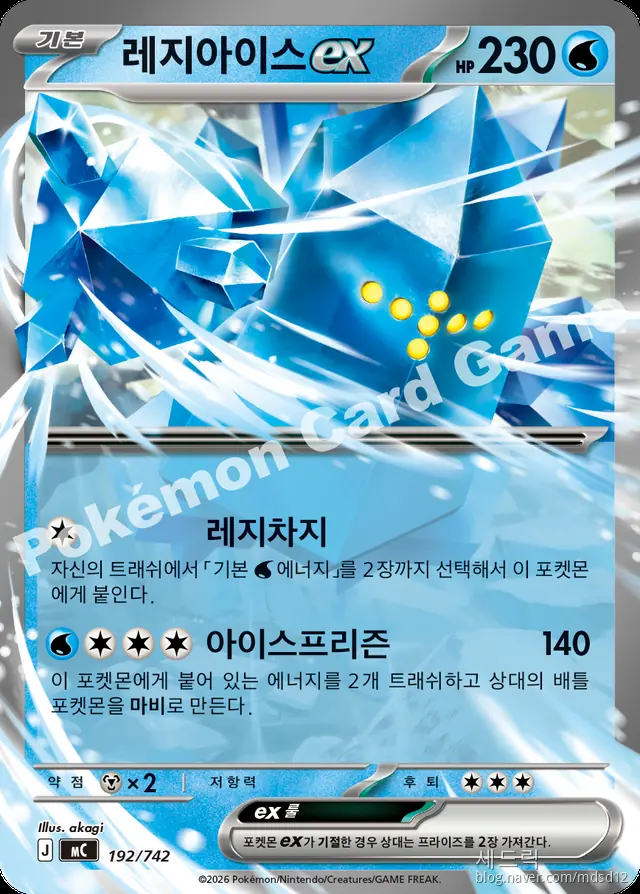 기본 레지아이스ex HP 230
레지차지
자신의 트래쉬에서 「기본 에너지」를 2장까지 선택해서 이 포켓몬
에게 붙인다.
아이스프리즌 140
이 포켓몬에게 붙어 있는 에너지를 2개 트래쉬하고 상대의 배틀
포켓몬을 마비로 만든다.
약점 ×2 저항력 후퇴
ex룰
포켓몬 ex가 기절한 경우 상대는 프라이즈를 2장 가져간다.
Illus. akagi
J MC 192/742
©2026 Pokémon/Nintendo/Creatures/GAME FREAK.
Pokémon Card Game
세드릭
blog.naver.com/mdsd12